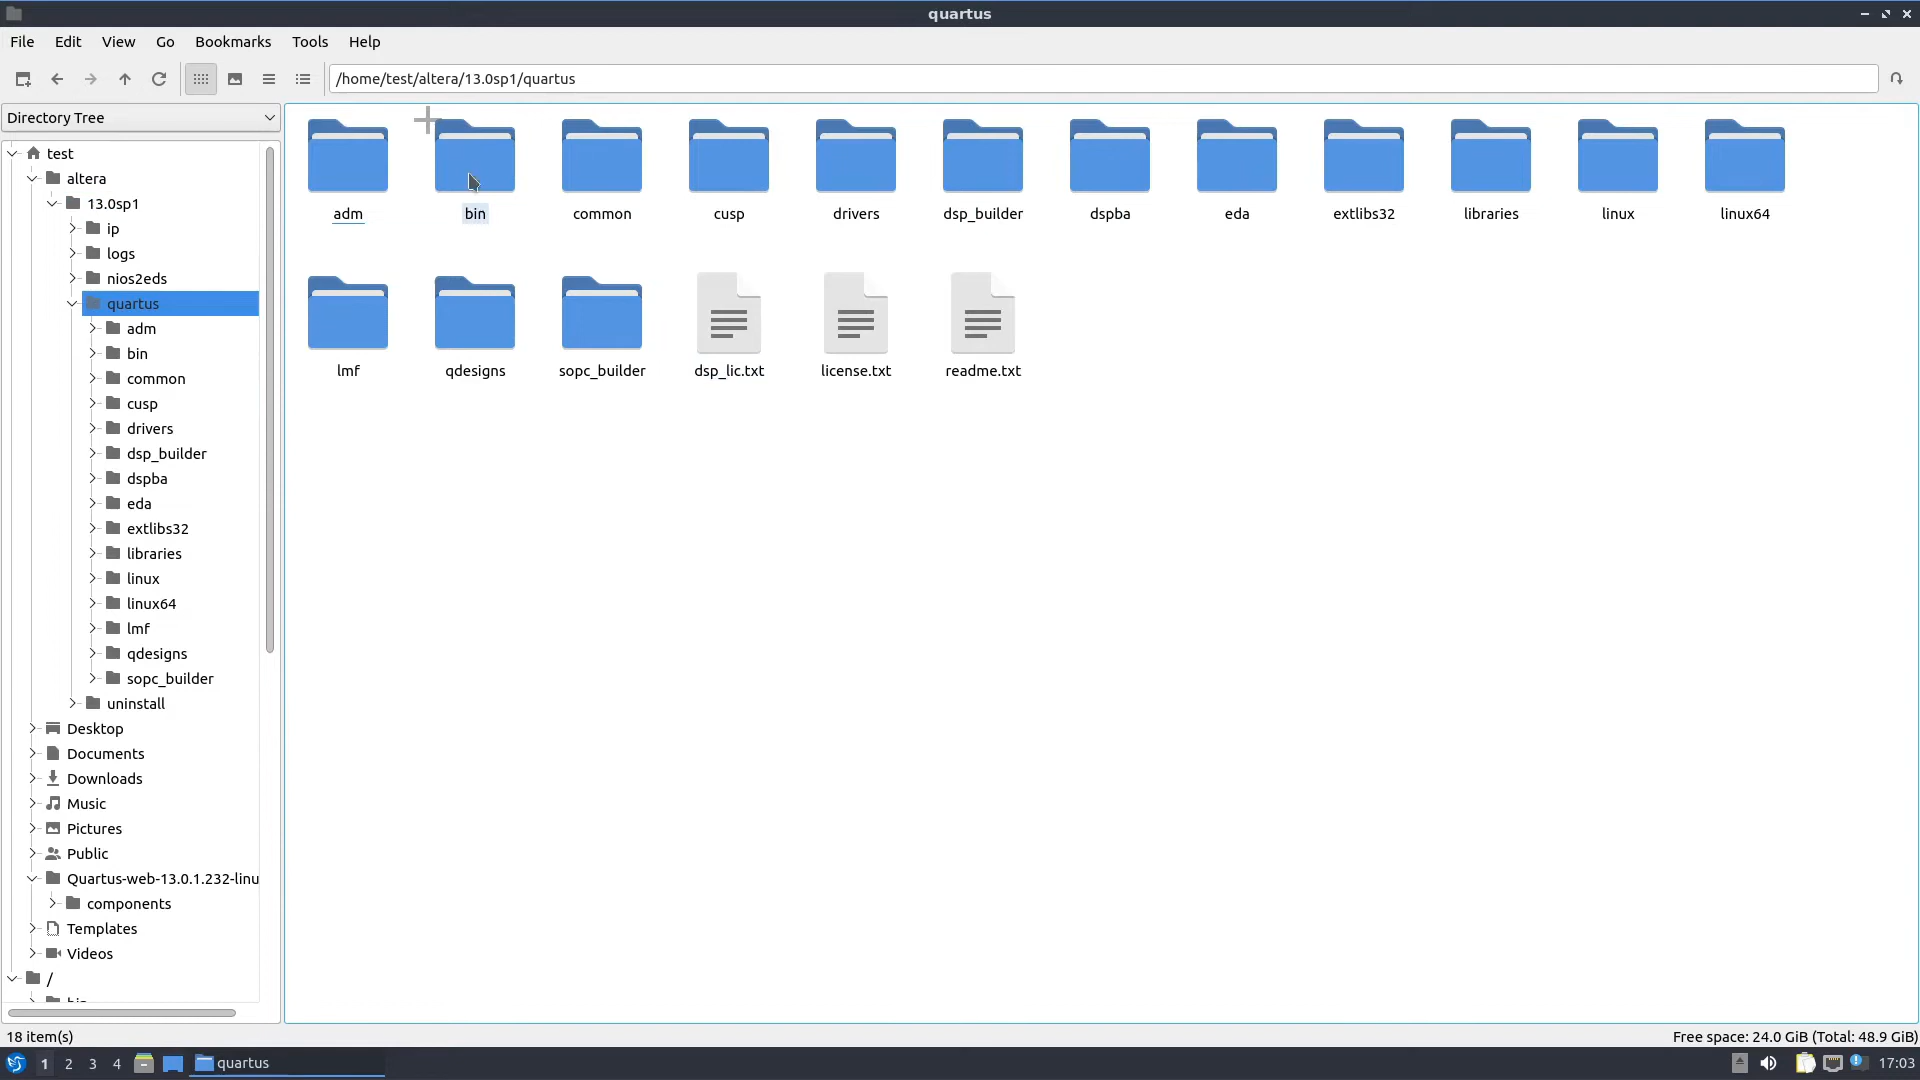 quartus
File Edit View Go Bookmarks Tools Help
/home/test/altera/13.0sp1/quartus
Directory Tree
test
altera
13.0sp1
ip
logs
nios2eds
quartus
adm
bin
common
cusp
drivers
dsp_builder
dspba
eda
extlibs32
libraries
linux
linux64
lmf
qdesigns
sopc_builder
uninstall
Desktop
Documents
Downloads
Music
Pictures
Public
Quartus-web-13.0.1.232-linu
components
Templates
Videos
/
bin
adm bin common cusp drivers dsp_builder dspba eda extlibs32 libraries linux linux64
lmf qdesigns sopc_builder dsp_lic.txt license.txt readme.txt
18 item(s) Free space: 24.0 GiB (Total: 48.9 GiB)
1 2 3 4 quartus 17:03